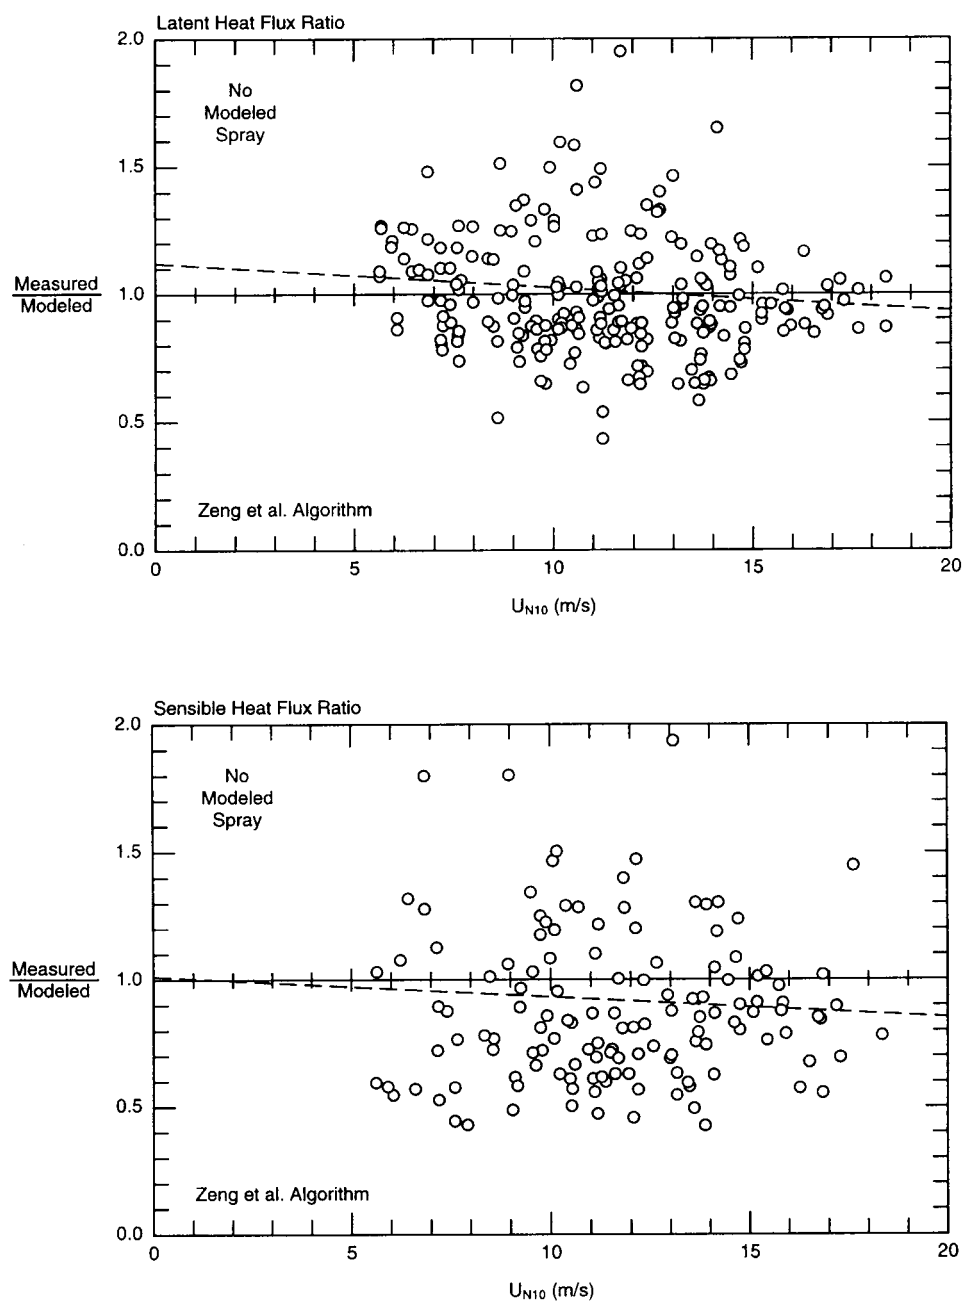 Latent Heat Flux Ratio
2.0
No
Modeled
Spray
1.5
Measured
Modeled
1.0
0.5
Zeng et al. Algorithm
0.0
0 5 10 15 20
U_N10 (m/s)
Sensible Heat Flux Ratio
2.0
No
Modeled
Spray
1.5
Measured
Modeled
1.0
0.5
Zeng et al. Algorithm
0.0
0 5 10 15 20
U_N10 (m/s)